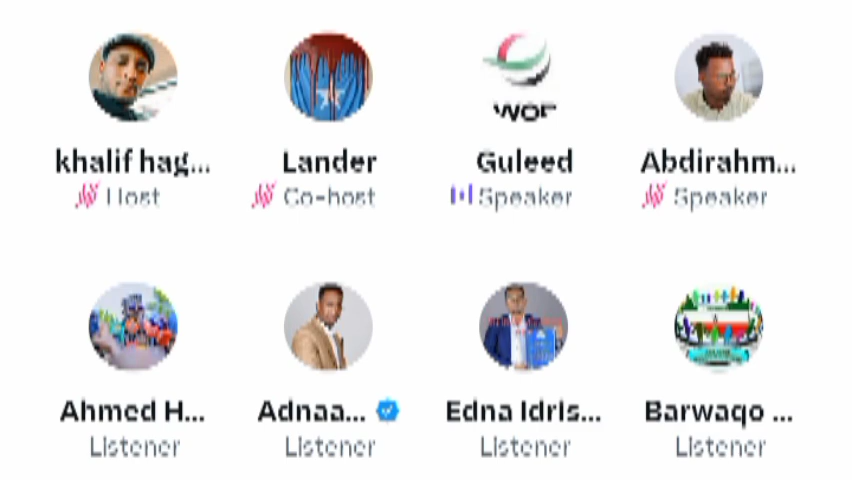 khalif hag...
Host
Lander
Co-host
Guleed
Speaker
Abdirahm...
Speaker
Ahmed H...
Listener
Adnaa...
Listener
Edna Idris...
Listener
Barwaqo ...
Listener